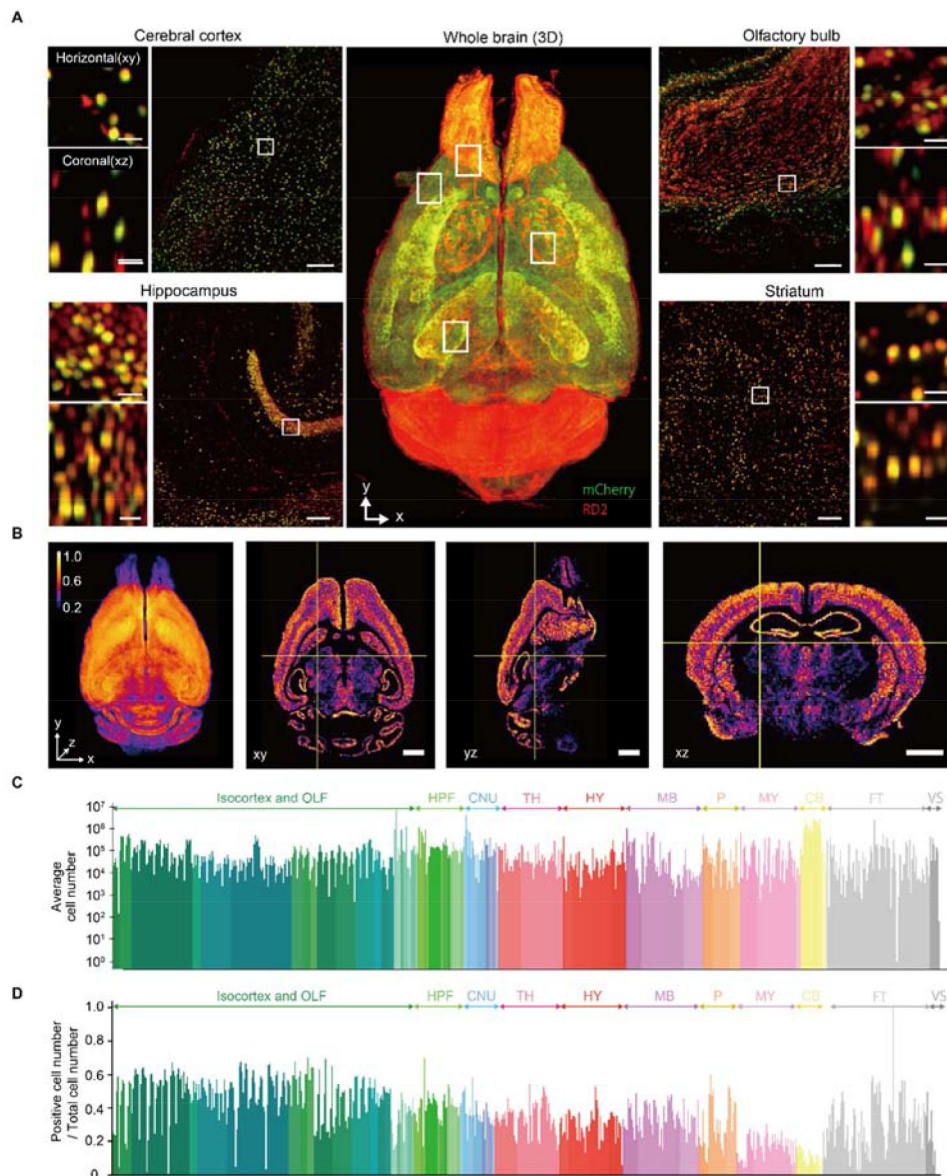 A
Cerebral cortex
Whole brain (3D)
Olfactory bulb
Horizontal(xy)
Coronal(xz)
Hippocampus
Striatum
y
x
mCherry
RD2
B
1.0
0.6
0.2
y
z
x
xy
yz
xz
C
Isocortex and OLF
HPF
CNU
TH
HY
MB
P
MY
CB
FT
VS
Average
cell number
10⁷
10⁶
10⁵
10⁴
10³
10²
10¹
10⁰
D
Isocortex and OLF
HPF
CNU
TH
HY
MB
P
MY
CB
FT
VS
Positive cell number
/ Total cell number
1.0
0.8
0.6
0.4
0.2
0